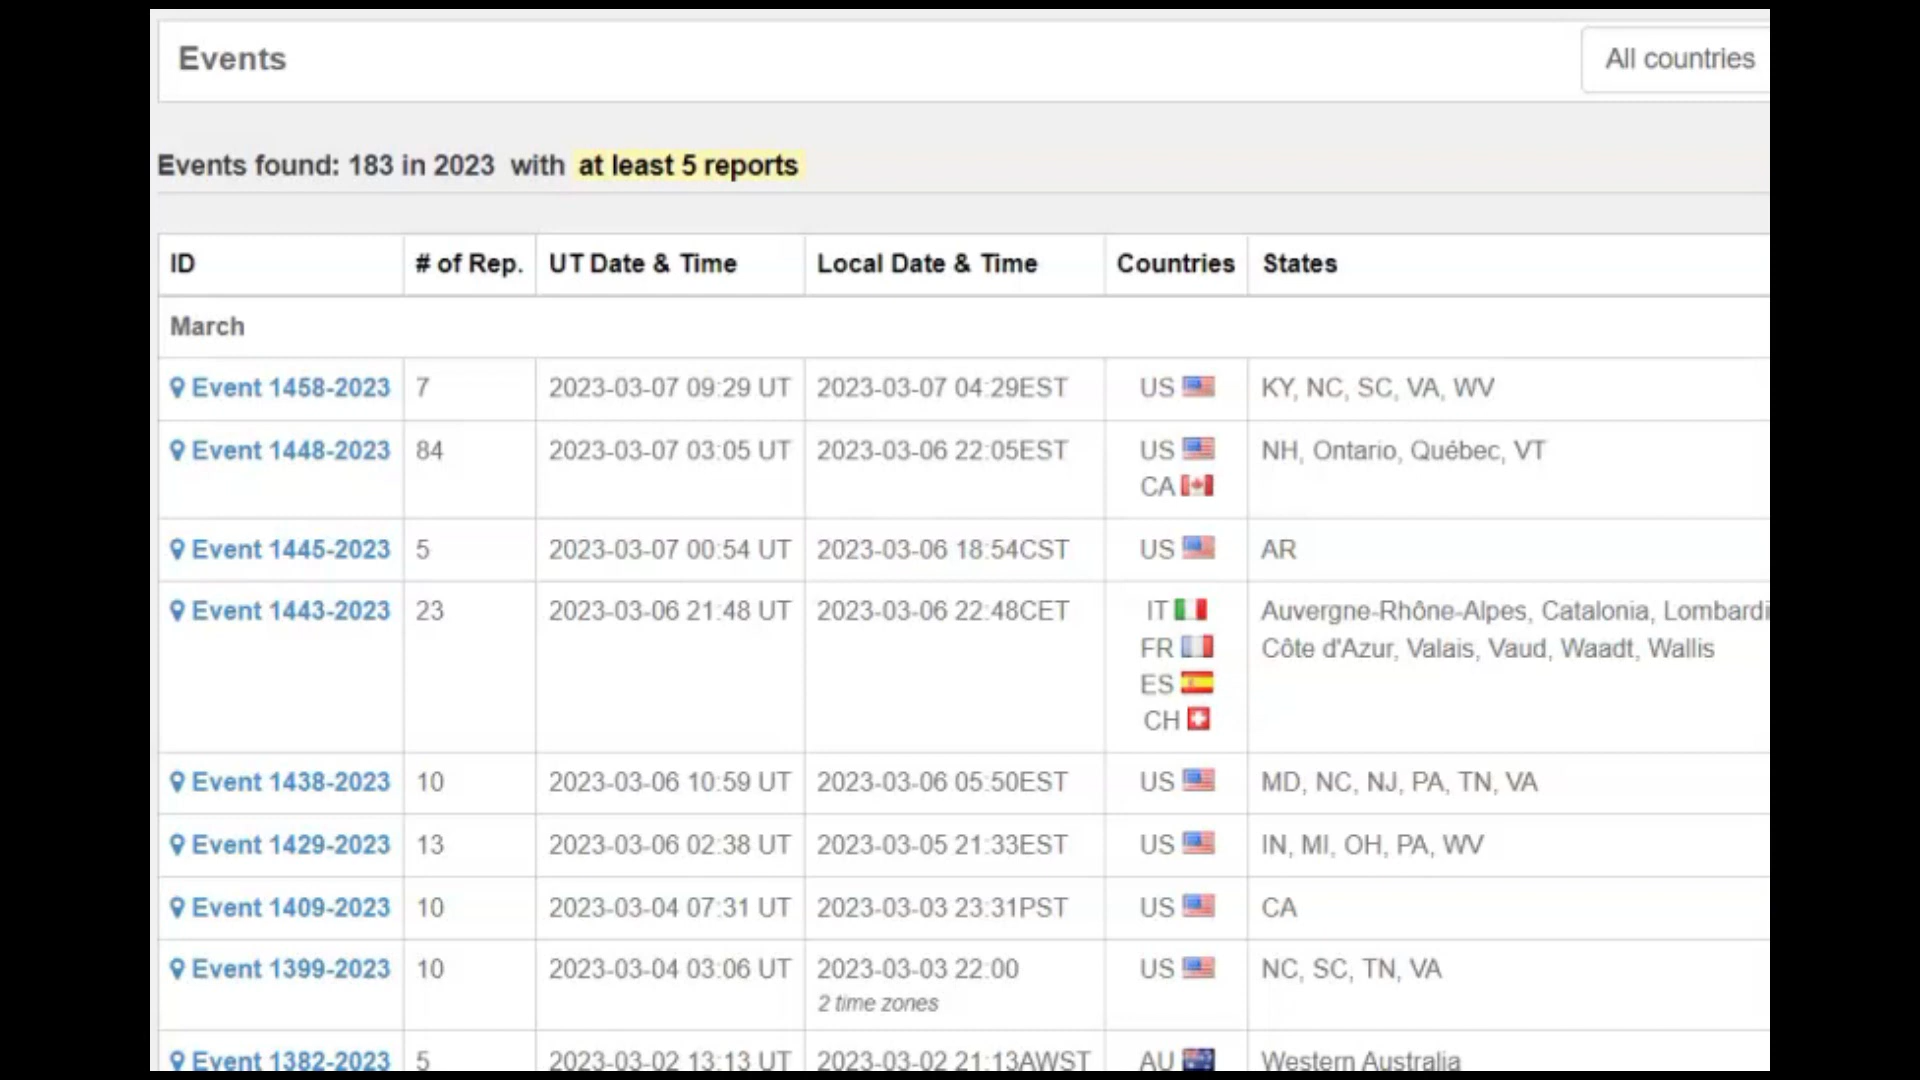 Events
All countries
Events found: 183 in 2023 with at least 5 reports
ID # of Rep. UT Date & Time Local Date & Time Countries States
March
Event 1458-2023 7 2023-03-07 09:29 UT 2023-03-07 04:29EST US KY, NC, SC, VA, WV
Event 1448-2023 84 2023-03-07 03:05 UT 2023-03-06 22:05EST US NH, Ontario, Québec, VT
CA
Event 1445-2023 5 2023-03-07 00:54 UT 2023-03-06 18:54CST US AR
Event 1443-2023 23 2023-03-06 21:48 UT 2023-03-06 22:48CET IT Auvergne-Rhône-Alpes, Catalonia, Lombardi
FR Côte d'Azur, Valais, Vaud, Waadt, Wallis
ES
CH
Event 1438-2023 10 2023-03-06 10:59 UT 2023-03-06 05:50EST US MD, NC, NJ, PA, TN, VA
Event 1429-2023 13 2023-03-06 02:38 UT 2023-03-05 21:33EST US IN, MI, OH, PA, WV
Event 1409-2023 10 2023-03-04 07:31 UT 2023-03-03 23:31PST US CA
Event 1399-2023 10 2023-03-04 03:06 UT 2023-03-03 22:00 US NC, SC, TN, VA
2 time zones
Event 1382-2023 5 2023-03-02 13:13 UT 2023-03-02 21:13AWST AU Western Australia